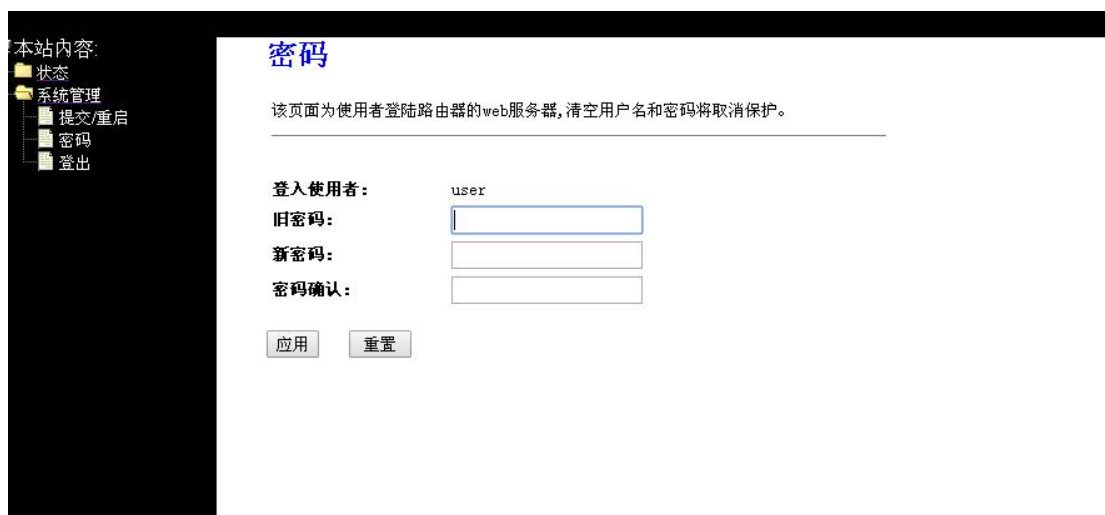 本站内容:
状态
系统管理
提交/重启
密码
登出
密码
该页面为使用者登陆路由器的web服务器,清空用户名和密码将取消保护。
登入使用者: user
旧密码:
新密码:
密码确认:
应用 重置